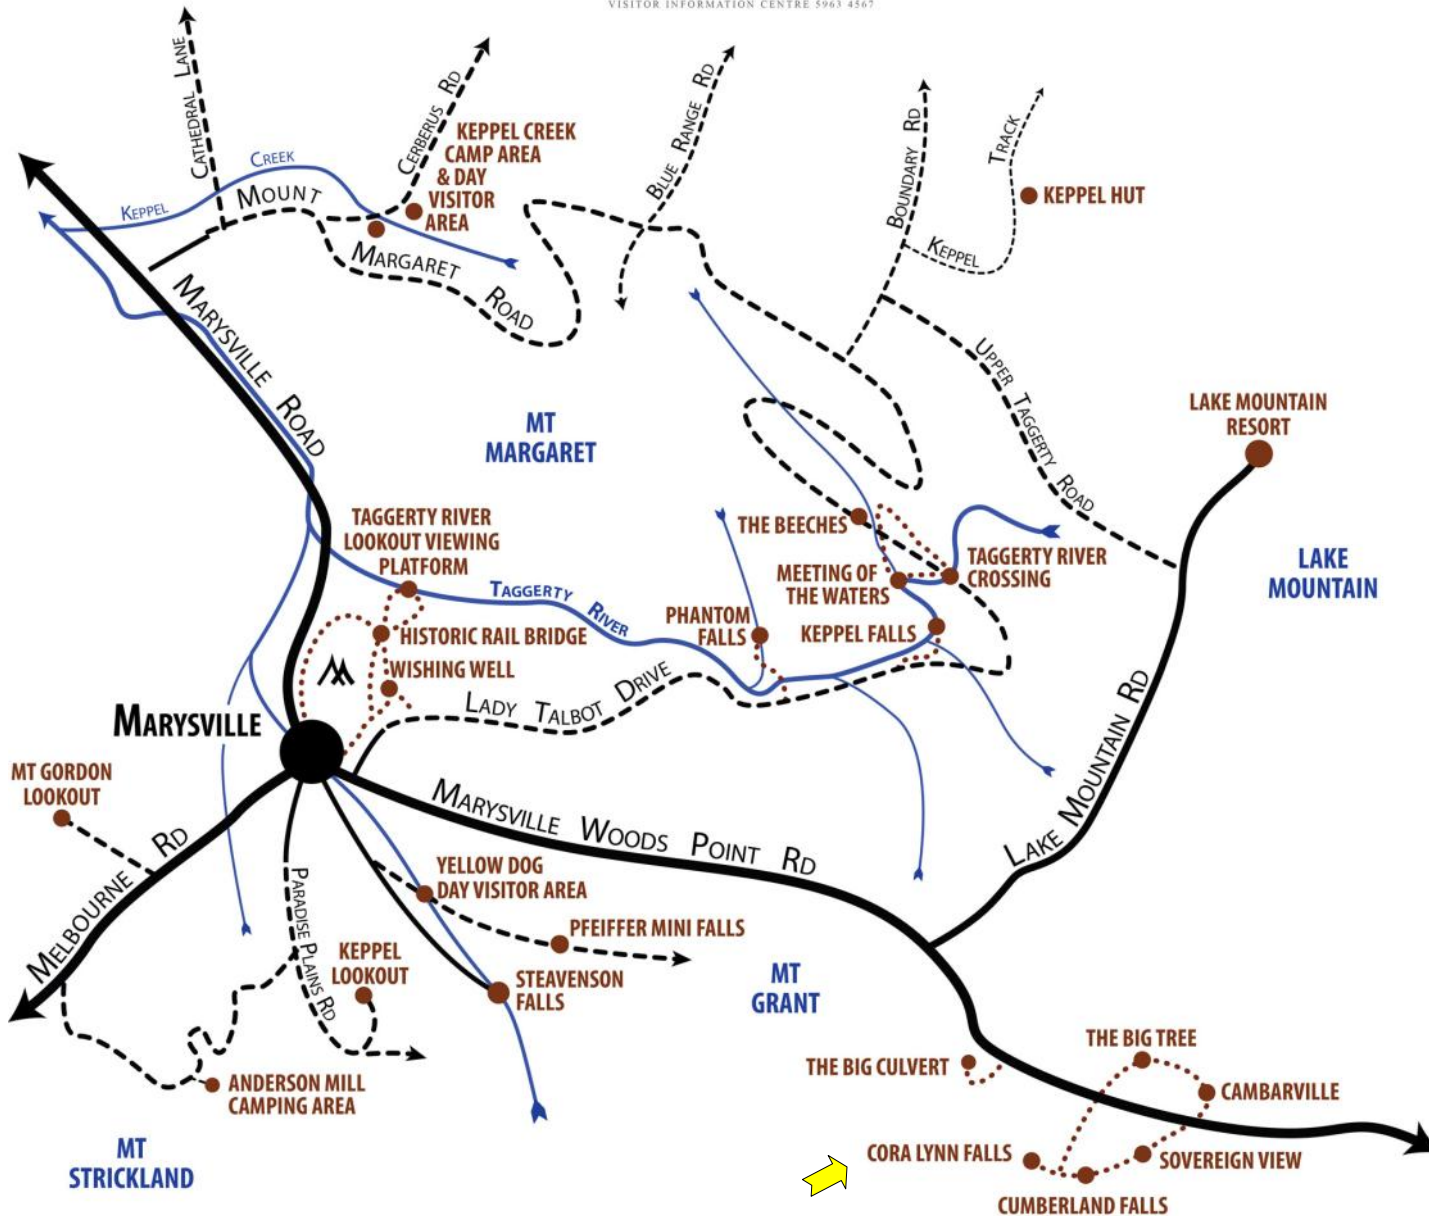 VISITOR INFORMATION CENTRE 5963 4567
CATHEDRAL LANE
CERBERUS RD
BLUE RANGE RD
BOUNDARY RD
TRACK
KEPPEL
KEPPEL HUT
KEPPEL CREEK
CAMP AREA
& DAY
VISITOR
AREA
CREEK
KEPPEL
MOUNT
MARGARET
ROAD
MARYSVILLE ROAD
UPPER TAGGERTY ROAD
LAKE MOUNTAIN
RESORT
MT
MARGARET
TAGGERTY RIVER
LOOKOUT VIEWING
PLATFORM
THE BEECHES
TAGGERTY RIVER
CROSSING
LAKE
MOUNTAIN
MEETING OF
THE WATERS
TAGGERTY RIVER
PHANTOM
FALLS
KEPPEL FALLS
HISTORIC RAIL BRIDGE
WISHING WELL
LADY TALBOT DRIVE
MARYSVILLE
LAKE MOUNTAIN RD
MT GORDON
LOOKOUT
MARYSVILLE WOODS POINT RD
MELBOURNE RD
PARADISE PLAINS RD
YELLOW DOG
DAY VISITOR AREA
PFEIFFER MINI FALLS
KEPPEL
LOOKOUT
STEAVENSON
FALLS
MT
GRANT
ANDERSON MILL
CAMPING AREA
THE BIG CULVERT
THE BIG TREE
CAMBARVILLE
MT
STRICKLAND
CORA LYNN FALLS
SOVEREIGN VIEW
CUMBERLAND FALLS